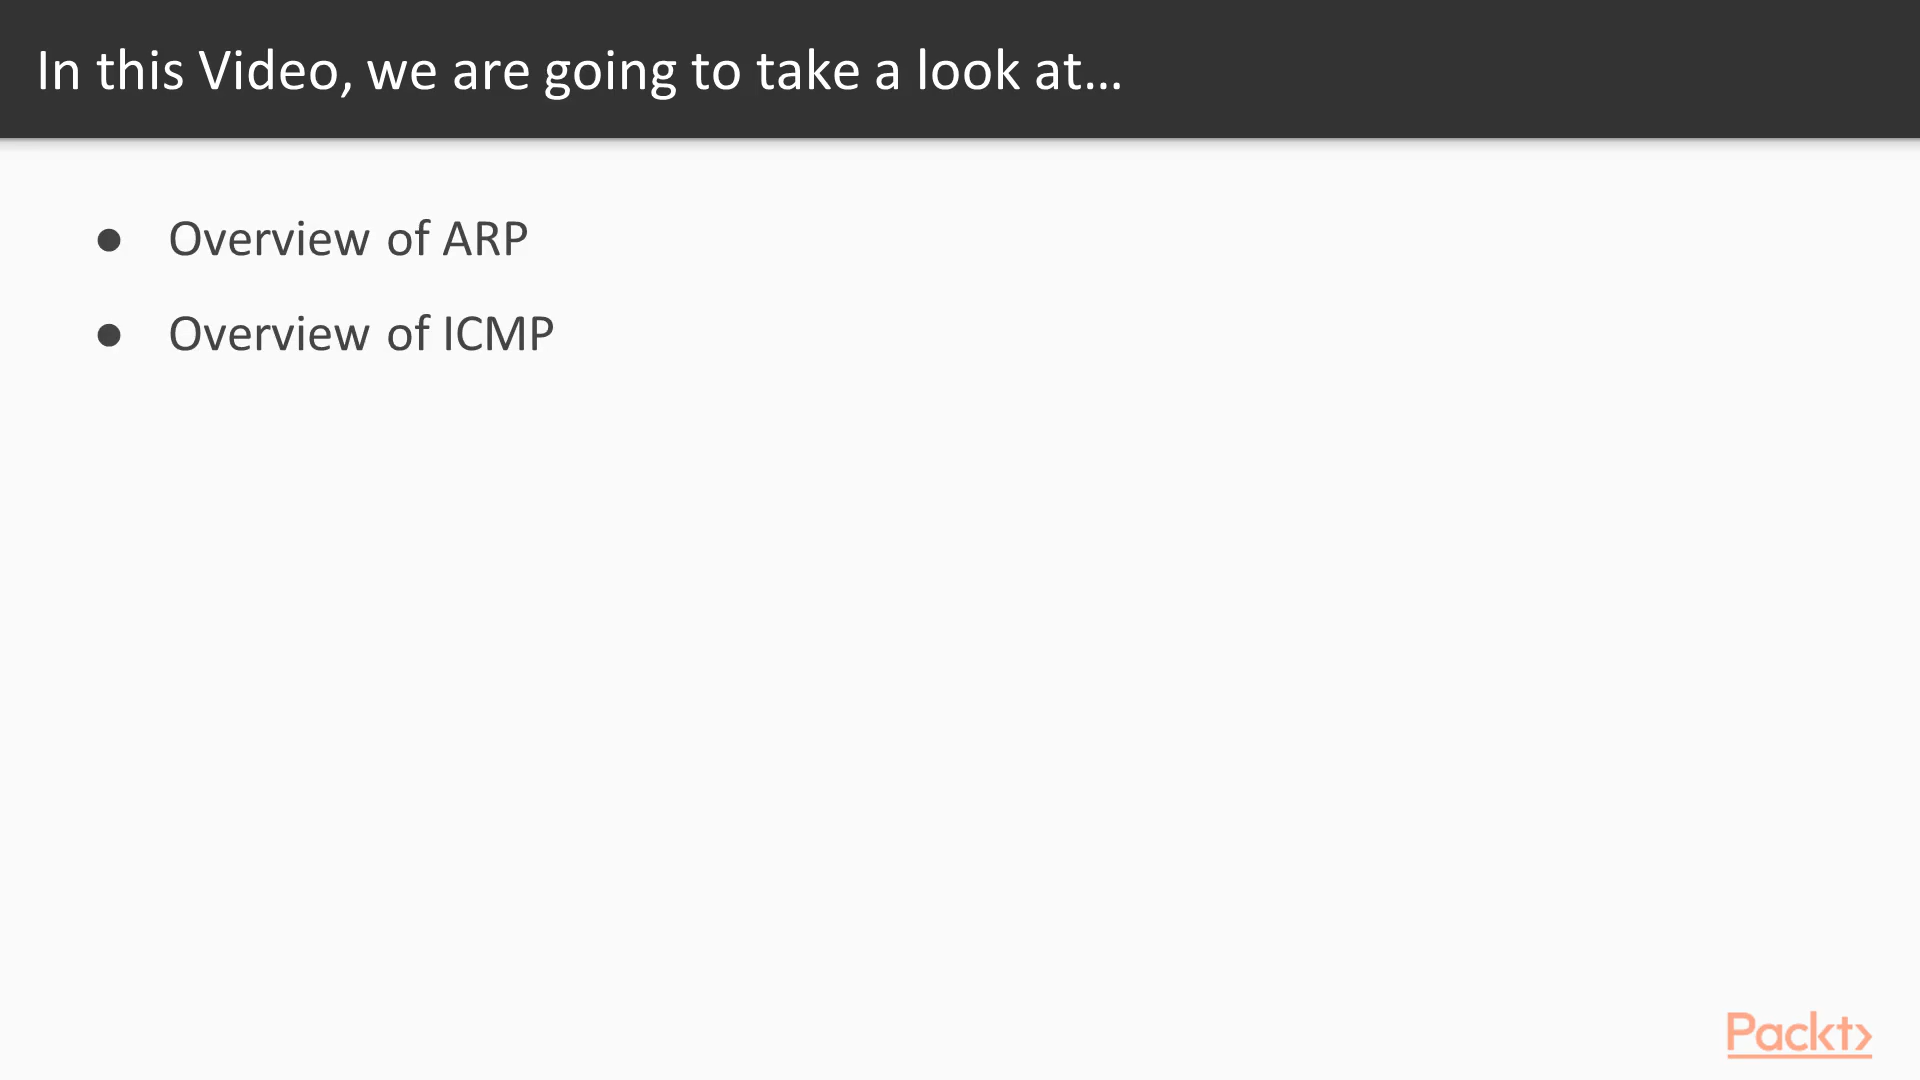 In this Video, we are going to take a look at...
● Overview of ARP
● Overview of ICMP
Packt>